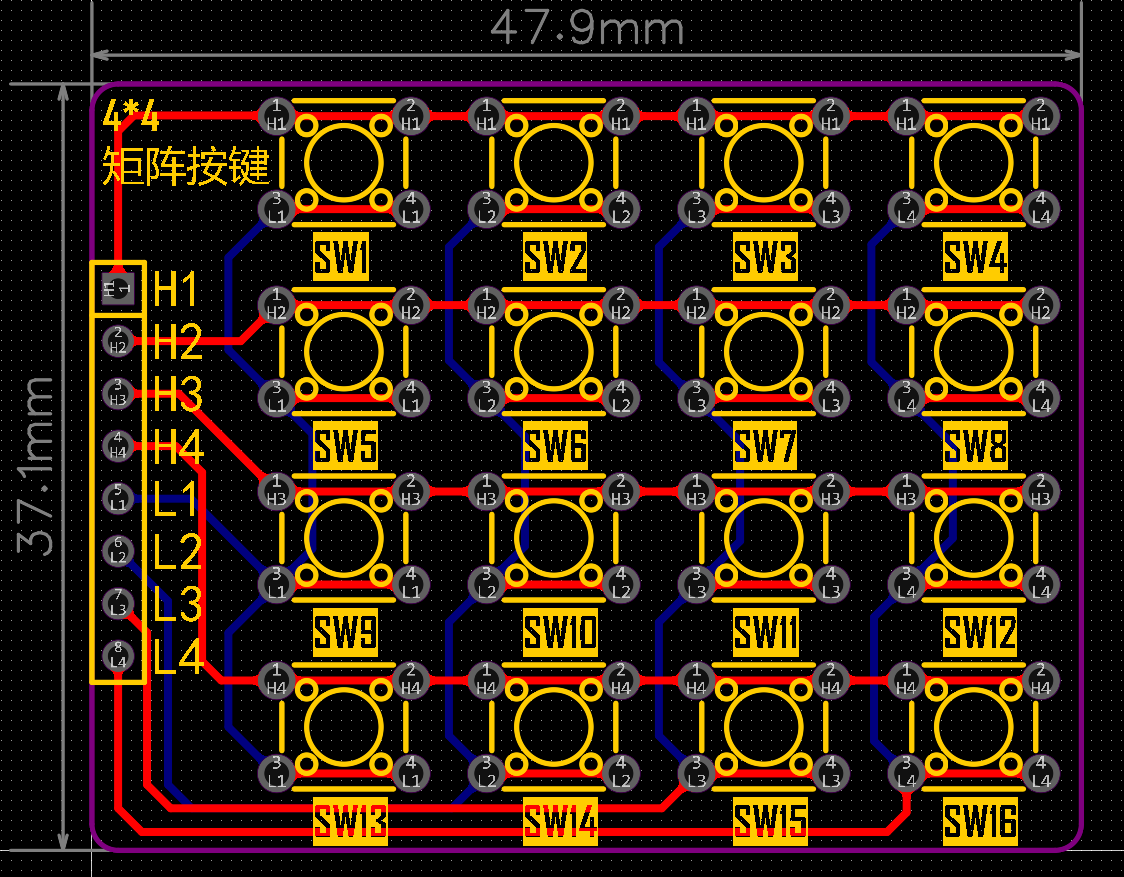 47.9mm
37.1mm
4*4
矩阵按键
1 2 1 2 1 2 1 2
H1 H1 H1 H1 H1 H1 H1 H1
3 4 3 4 3 4 3 4
L1 L1 L2 L2 L3 L3 L4 L4
SW1 SW2 SW3 SW4
1 H1 H1
2 H2 H2
3 H3 H3
4 H4 H4
5 L1 L1
6 L2 L2
7 L3 L3
8 L4 L4
1 2 1 2 1 2 1 2
H2 H2 H2 H2 H2 H2 H2 H2
3 4 3 4 3 4 3 4
L1 L1 L2 L2 L3 L3 L4 L4
SW5 SW6 SW7 SW8
1 2 1 2 1 2 1 2
H3 H3 H3 H3 H3 H3 H3 H3
3 4 3 4 3 4 3 4
L1 L1 L2 L2 L3 L3 L4 L4
SW9 SW10 SW11 SW12
1 2 1 2 1 2 1 2
H4 H4 H4 H4 H4 H4 H4 H4
3 4 3 4 3 4 3 4
L1 L1 L2 L2 L3 L3 L4 L4
SW13 SW14 SW15 SW16